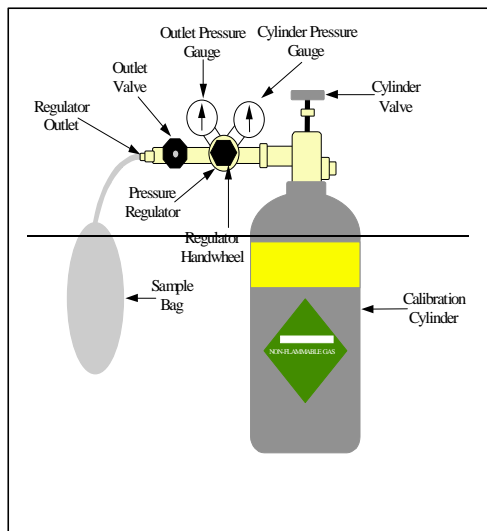 Outlet Pressure
Gauge
Cylinder Pressure
Gauge
Outlet
Valve
Cylinder
Valve
Regulator
Outlet
Pressure
Regulator
Regulator
Handwheel
Sample
Bag
Calibration
Cylinder
NON-FLAMMABLE GAS